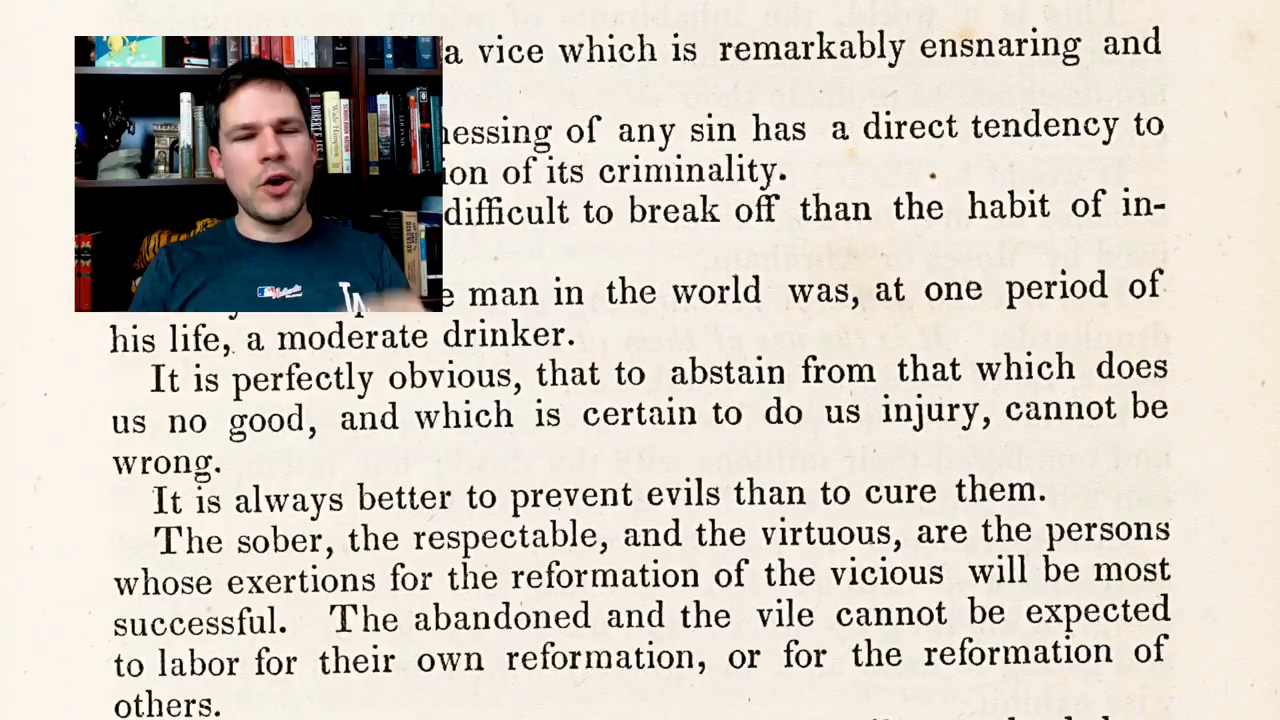 a vice which is remarkably ensnaring and
of any sin has a direct tendency to
of its criminality.
difficult to break off than the habit of in-
man in the world was, at one period of
his life, a moderate drinker.
It is perfectly obvious, that to abstain from that which does
us no good, and which is certain to do us injury, cannot be
wrong.
It is always better to prevent evils than to cure them.
The sober, the respectable, and the virtuous, are the persons
whose exertions for the reformation of the vicious will be most
successful. The abandoned and the vile cannot be expected
to labor for their own reformation, or for the reformation of
others.
LA